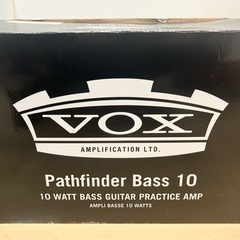 VOX
AMPLIFICATION LTD.
Pathfinder Bass 10
10 WATT BASS GUITAR PRACTICE AMP
AMPLI BASSE 10 WATTS